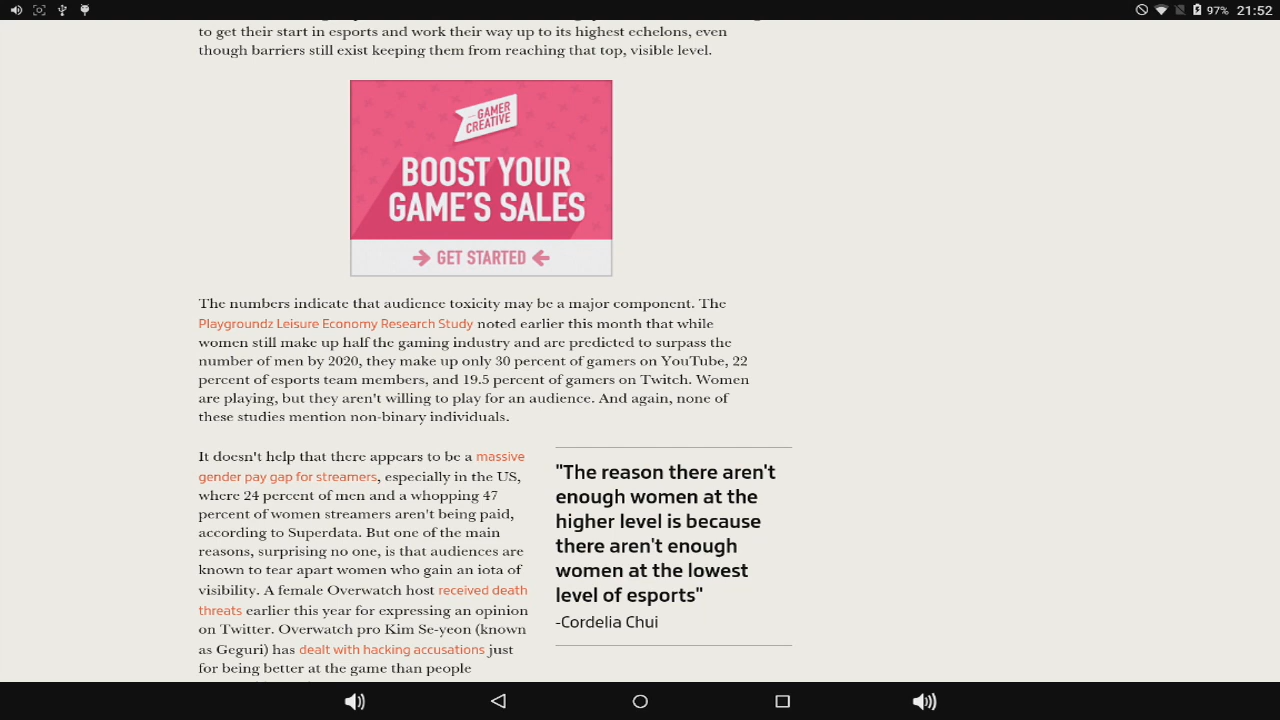 97% 21:52
to get their start in esports and work their way up to its highest echelons, even
though barriers still exist keeping them from reaching that top, visible level.
GAMER
CREATIVE
BOOST YOUR
GAME'S SALES
GET STARTED
The numbers indicate that audience toxicity may be a major component. The
Playgroundz Leisure Economy Research Study noted earlier this month that while
women still make up half the gaming industry and are predicted to surpass the
number of men by 2020, they make up only 30 percent of gamers on YouTube, 22
percent of esports team members, and 19.5 percent of gamers on Twitch. Women
are playing, but they aren't willing to play for an audience. And again, none of
these studies mention non-binary individuals.
It doesn't help that there appears to be a massive
gender pay gap for streamers, especially in the US,
where 24 percent of men and a whopping 47
percent of women streamers aren't being paid,
according to Superdata. But one of the main
reasons, surprising no one, is that audiences are
known to tear apart women who gain an iota of
visibility. A female Overwatch host received death
threats earlier this year for expressing an opinion
on Twitter. Overwatch pro Kim Se-yeon (known
as Geguri) has dealt with hacking accusations just
for being better at the game than people
"The reason there aren't
enough women at the
higher level is because
there aren't enough
women at the lowest
level of esports"
-Cordelia Chui